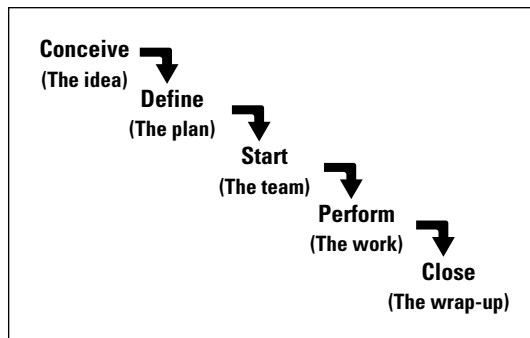 Conceive
(The idea)
Define
(The plan)
Start
(The team)
Perform
(The work)
Close
(The wrap-up)